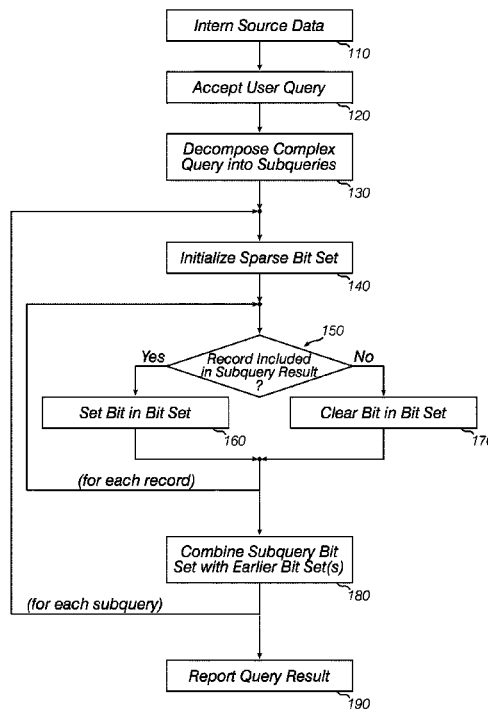 Intern Source Data
110
Accept User Query
120
Decompose Complex
Query into Subqueries
130
Initialize Sparse Bit Set
140
150
Yes
Record Included
in Subquery Result
?
No
Set Bit in Bit Set
160
Clear Bit in Bit Set
170
(for each record)
Combine Subquery Bit
Set with Earlier Bit Set(s)
180
(for each subquery)
Report Query Result
190